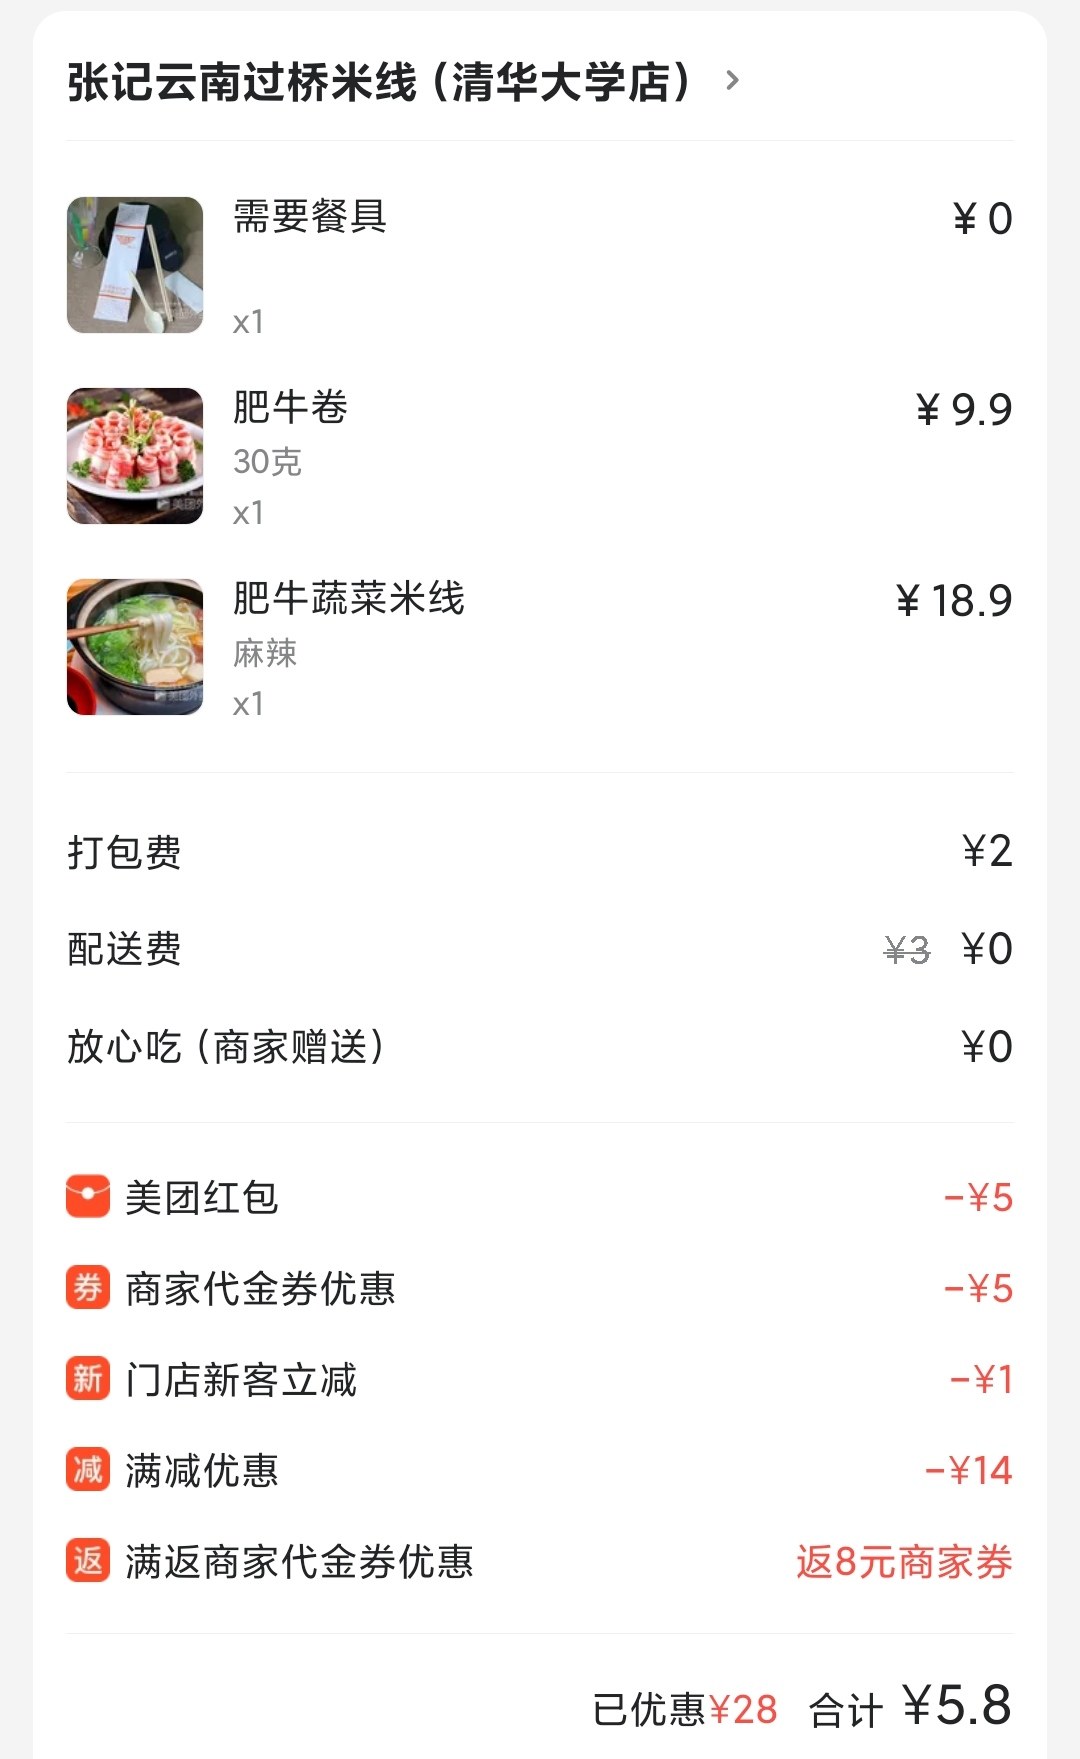 张记云南过桥米线（清华大学店）
需要餐具 ¥0
x1
肥牛卷 ¥9.9
30克
x1
肥牛蔬菜米线 ¥18.9
麻辣
x1
打包费 ¥2
配送费 ¥3 ¥0
放心吃（商家赠送） ¥0
美团红包 -¥5
券 商家代金券优惠 -¥5
新 门店新客立减 -¥1
减 满减优惠 -¥14
返 满返商家代金券优惠 返8元商家券
已优惠¥28 合计 ¥5.8